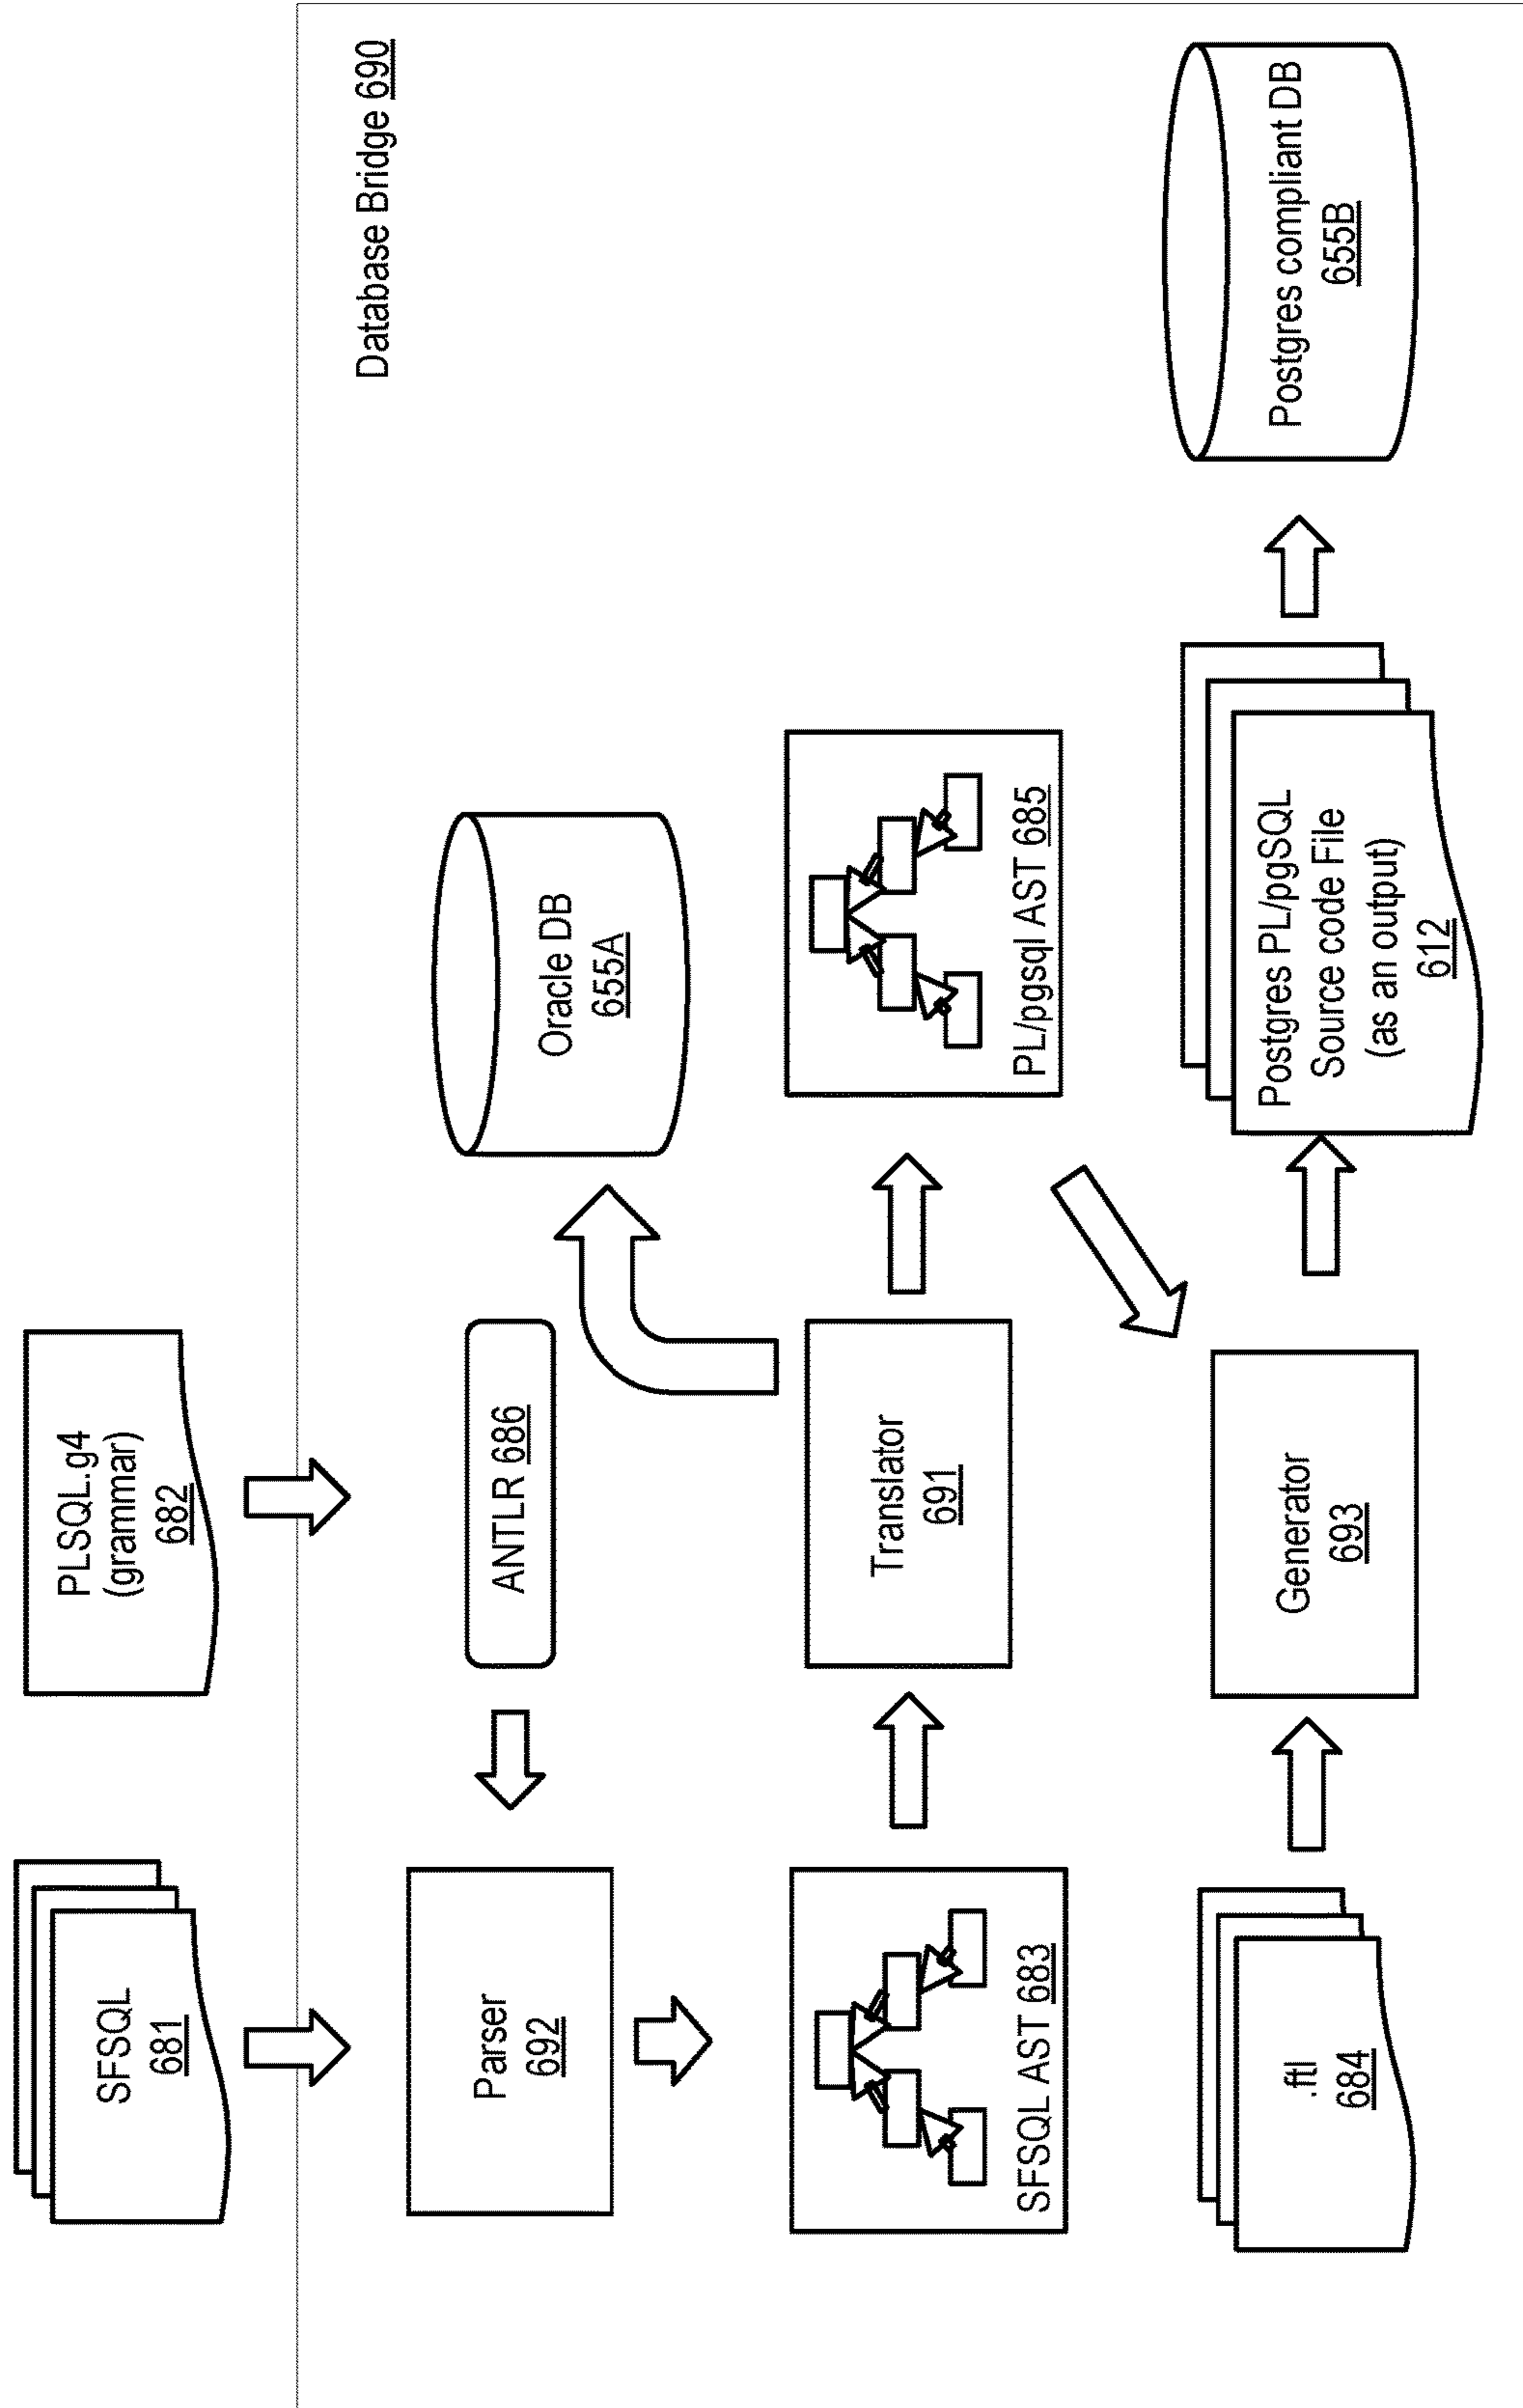 SFSQL
681
PLSQL.g4
(grammar)
682
Database Bridge 690
Parser
692
ANTLR 686
Oracle DB
655A
SFSQL AST 683
Translator
691
PL/pgsql AST 685
.ftl
684
Generator
693
Postgres PL/pgSQL
Source code File
(as an output)
612
Postgres compliant DB
655B